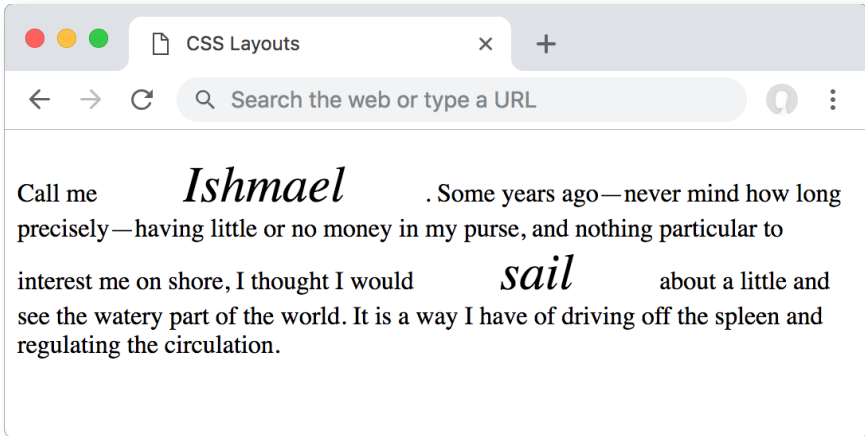 CSS Layouts
Search the web or type a URL
Call me Ishmael . Some years ago—never mind how long
precisely—having little or no money in my purse, and nothing particular to
interest me on shore, I thought I would sail about a little and
see the watery part of the world. It is a way I have of driving off the spleen and
regulating the circulation.